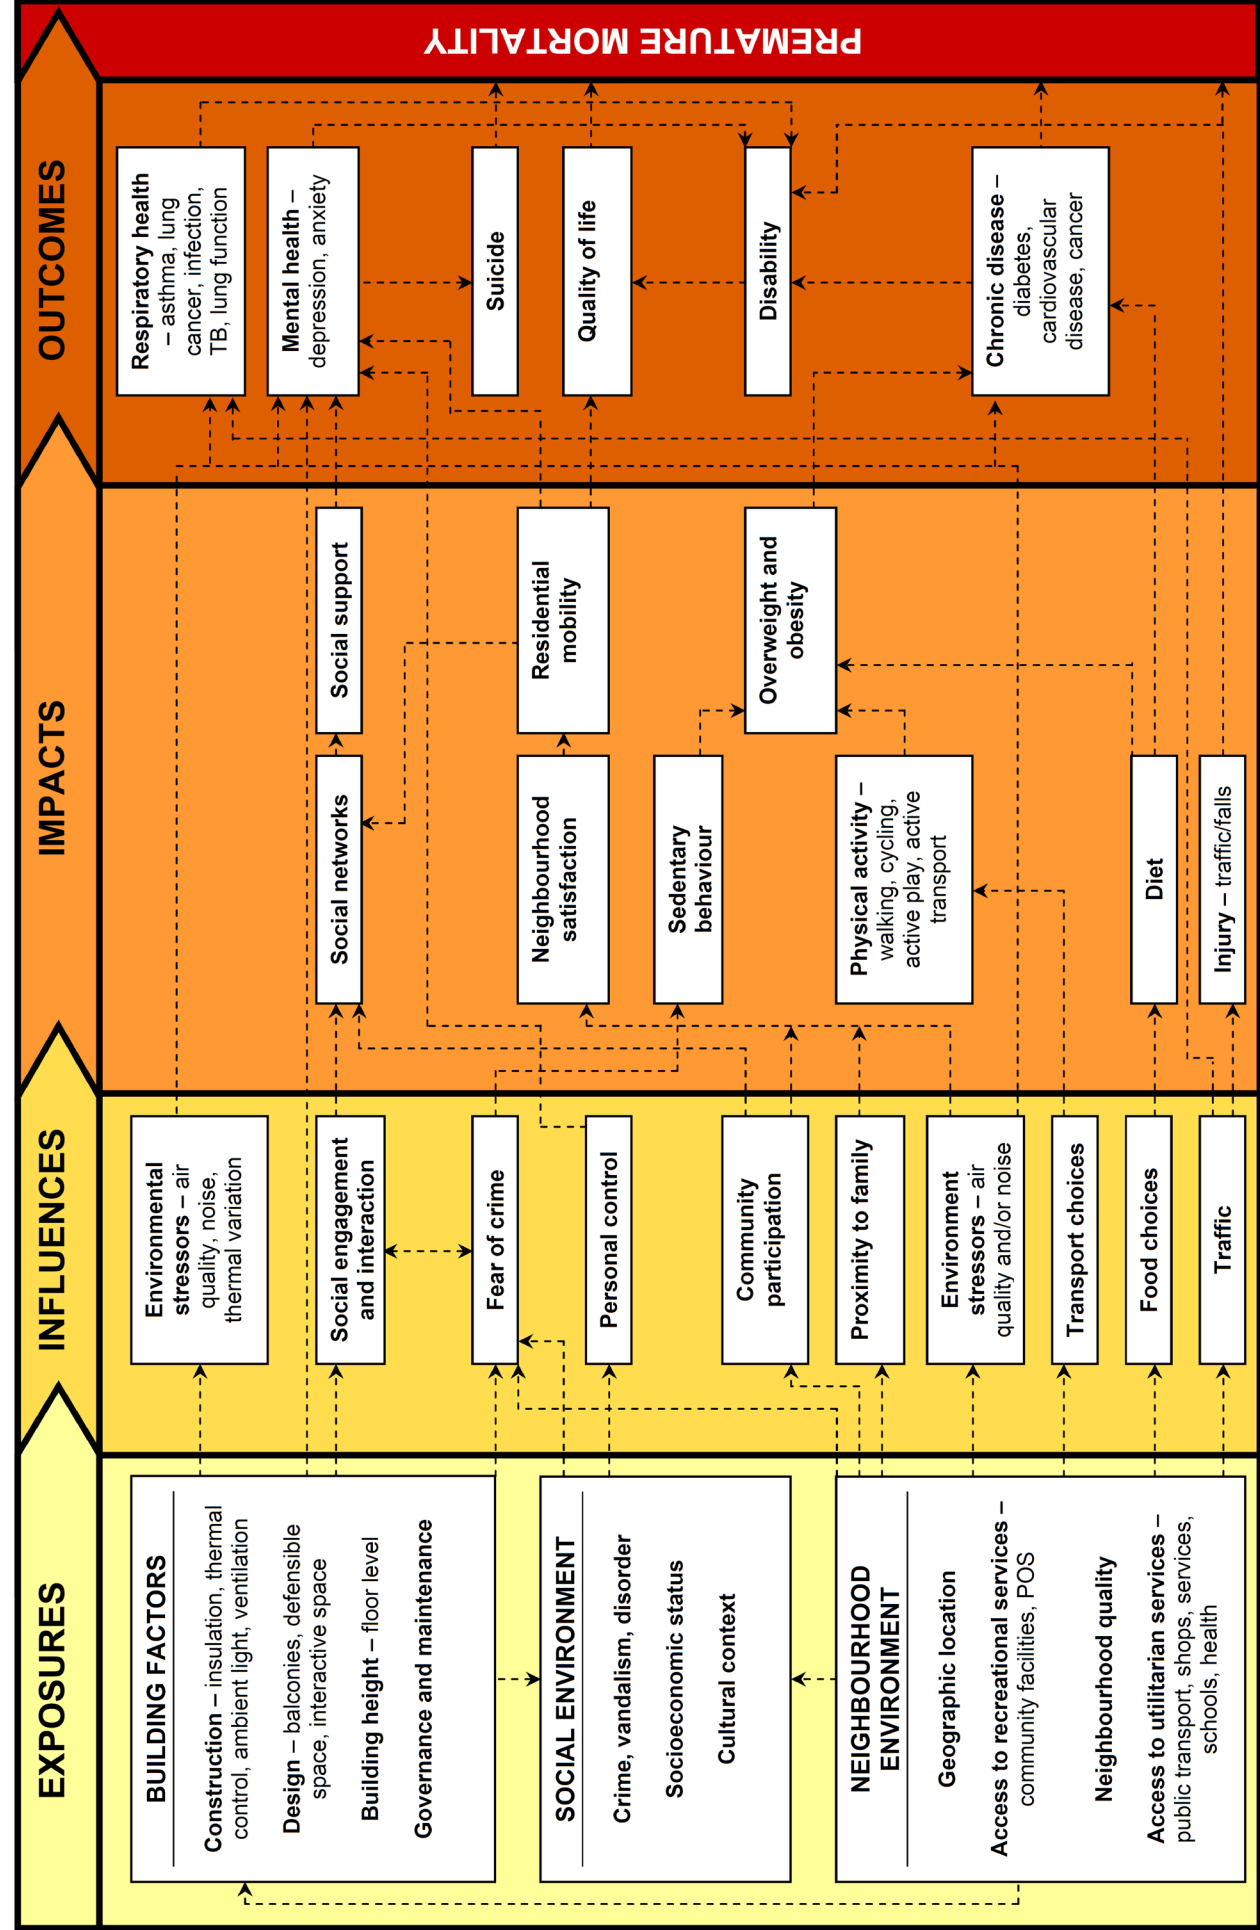 EXPOSURES
INFLUENCES
IMPACTS
OUTCOMES
BUILDING FACTORS
Construction – insulation, thermal
control, ambient light, ventilation
Design – balconies, defensible
space, interactive space
Building height – floor level
Governance and maintenance
SOCIAL ENVIRONMENT
Crime, vandalism, disorder
Socioeconomic status
Cultural context
NEIGHBOURHOOD
ENVIRONMENT
Geographic location
Access to recreational services –
community facilities, POS
Neighbourhood quality
Access to utilitarian services –
public transport, shops, services,
schools, health
Environmental
stressors – air
quality, noise,
thermal variation
Social engagement
and interaction
Fear of crime
Personal control
Community
participation
Proximity to family
Environment
stressors – air
quality and/or noise
Transport choices
Food choices
Traffic
Social networks
Social support
Neighbourhood
satisfaction
Residential
mobility
Sedentary
behaviour
Overweight and
obesity
Physical activity –
walking, cycling,
active play, active
transport
Diet
Injury – traffic/falls
Respiratory health
– asthma, lung
cancer, infection,
TB, lung function
Mental health –
depression, anxiety
Suicide
Quality of life
Disability
Chronic disease –
diabetes,
cardiovascular
disease, cancer
PREMATURE MORTALITY